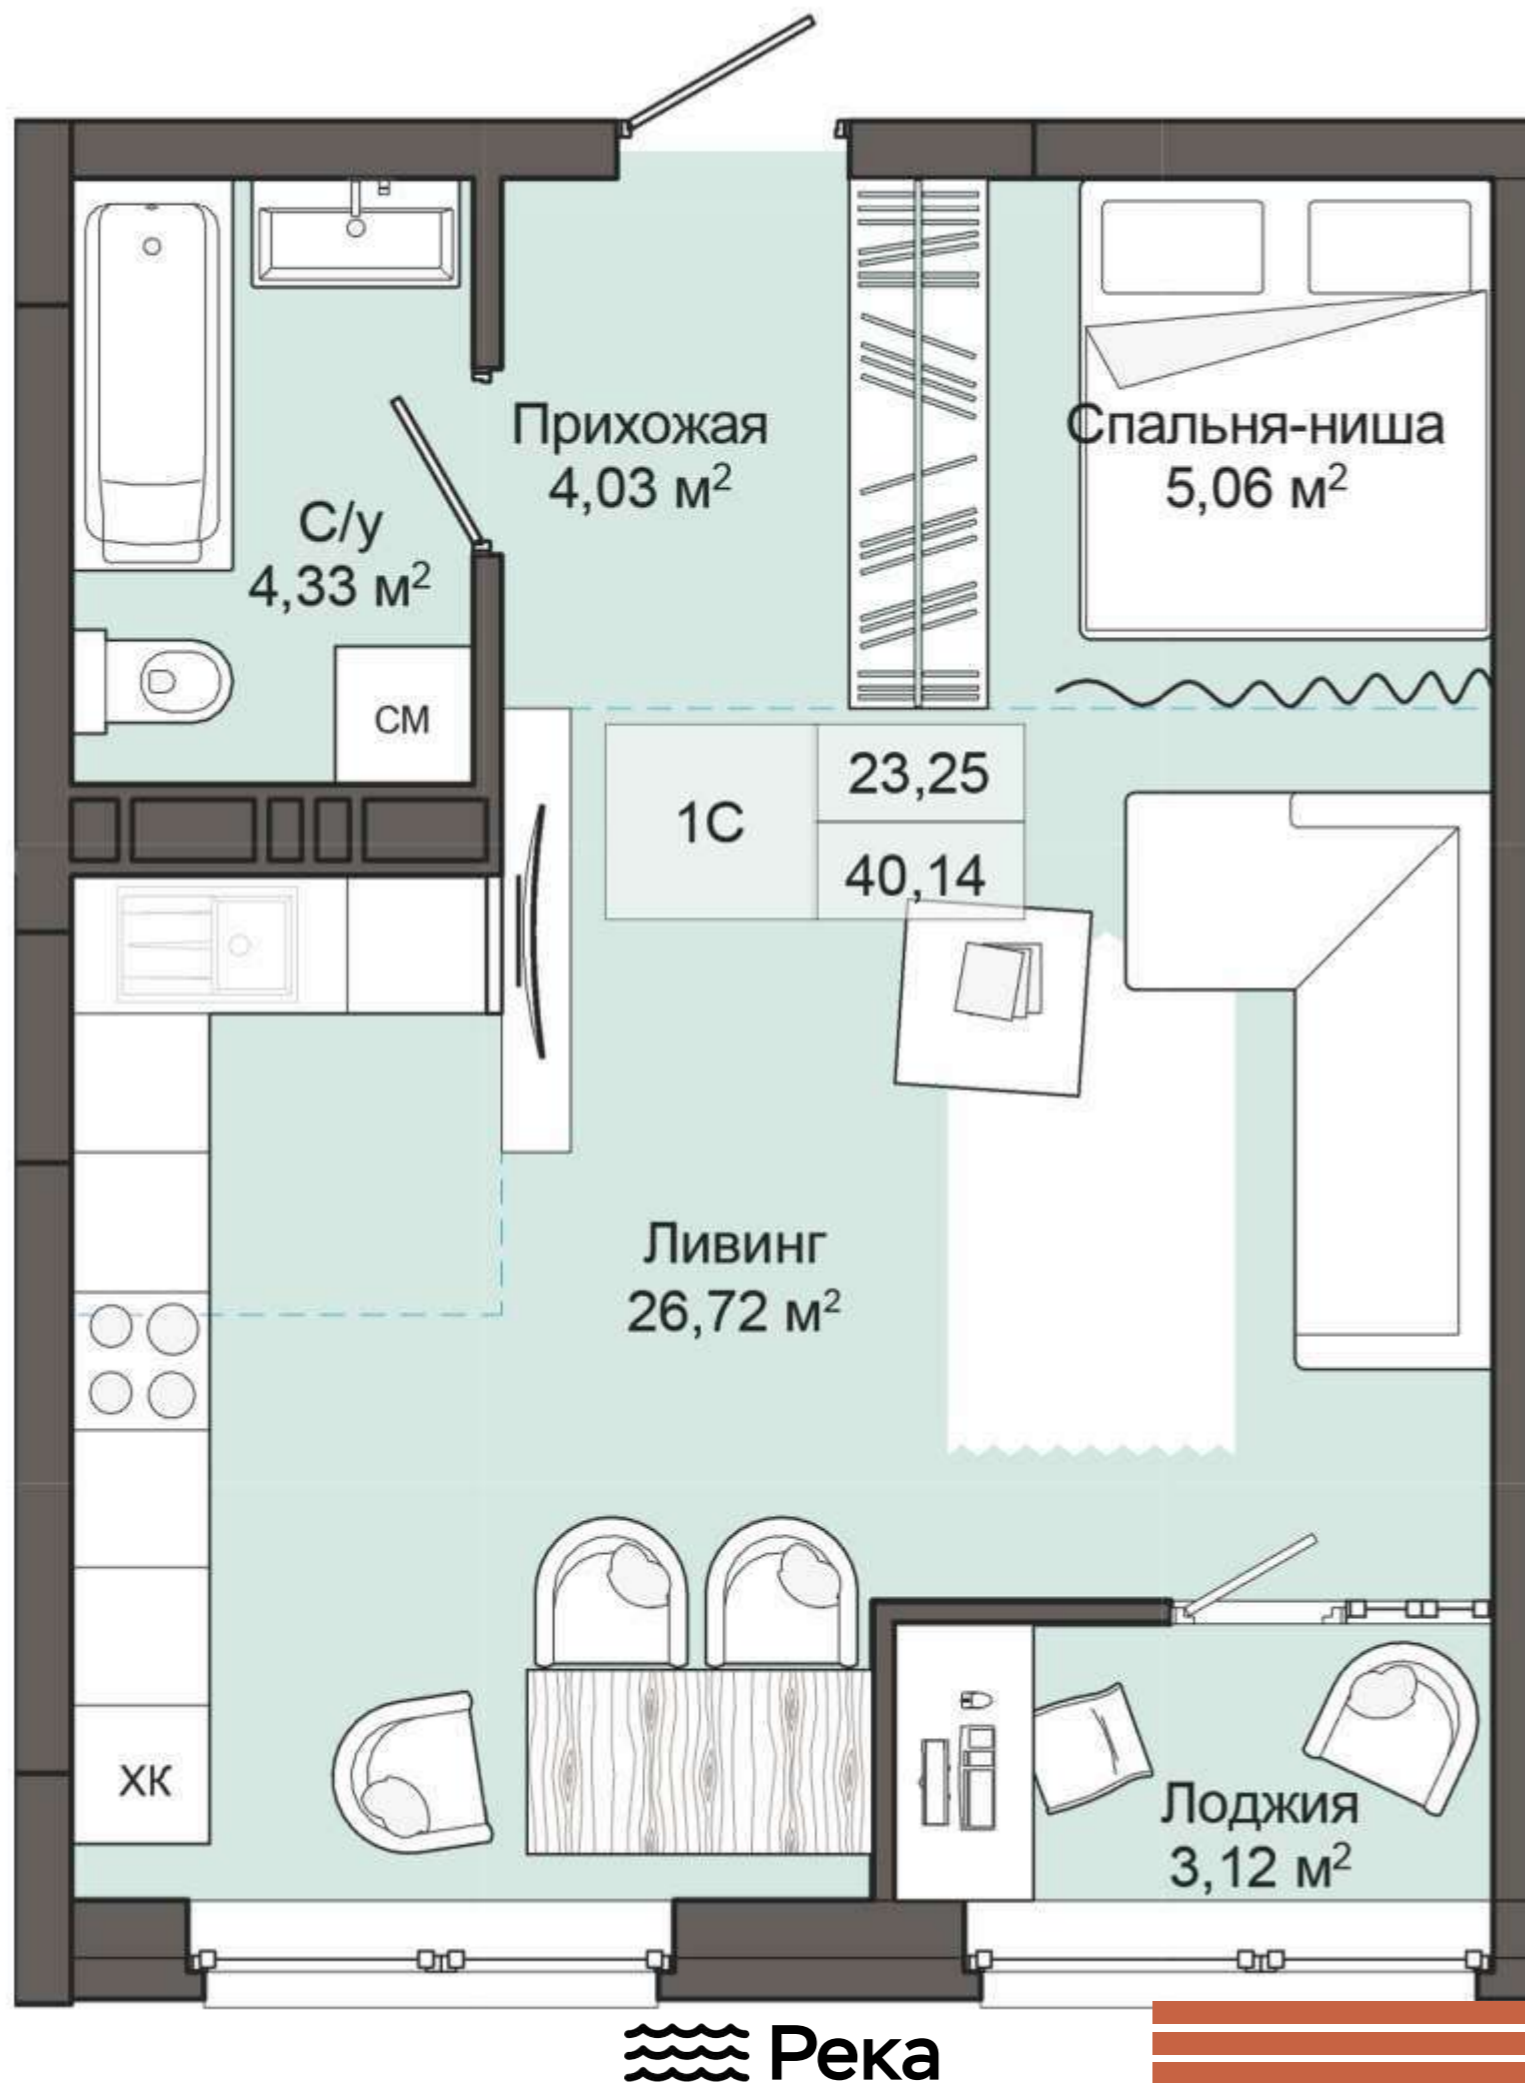 Прихожая
4,03 м²
Спальня-ниша
5,06 м²
С/у
4,33 м²
СМ
1С
23,25
40,14
Ливинг
26,72 м²
ХК
Лоджия
3,12 м²
Река